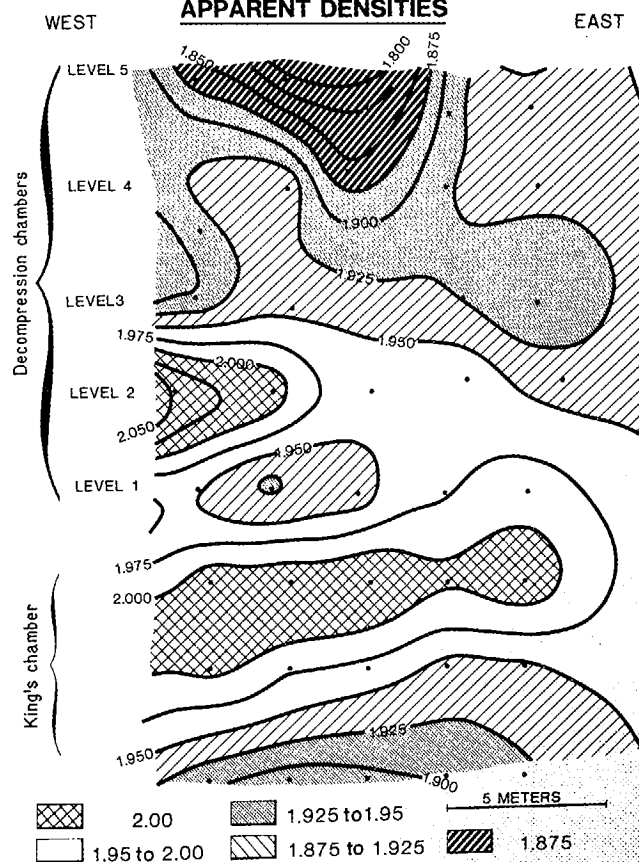 APPARENT DENSITIES
WEST
EAST
1.850
1.800
1.875
LEVEL 5
LEVEL 4
1.900
Decompression chambers
1.925
LEVEL3
1.975
1.950
2.000
LEVEL 2
2.050
1.950
LEVEL 1
1.975
2.000
King's chamber
1.925
1.950
1.900
5 METERS
2.00
1.925 to 1.95
1.95 to 2.00
1.875 to 1.925
1.875